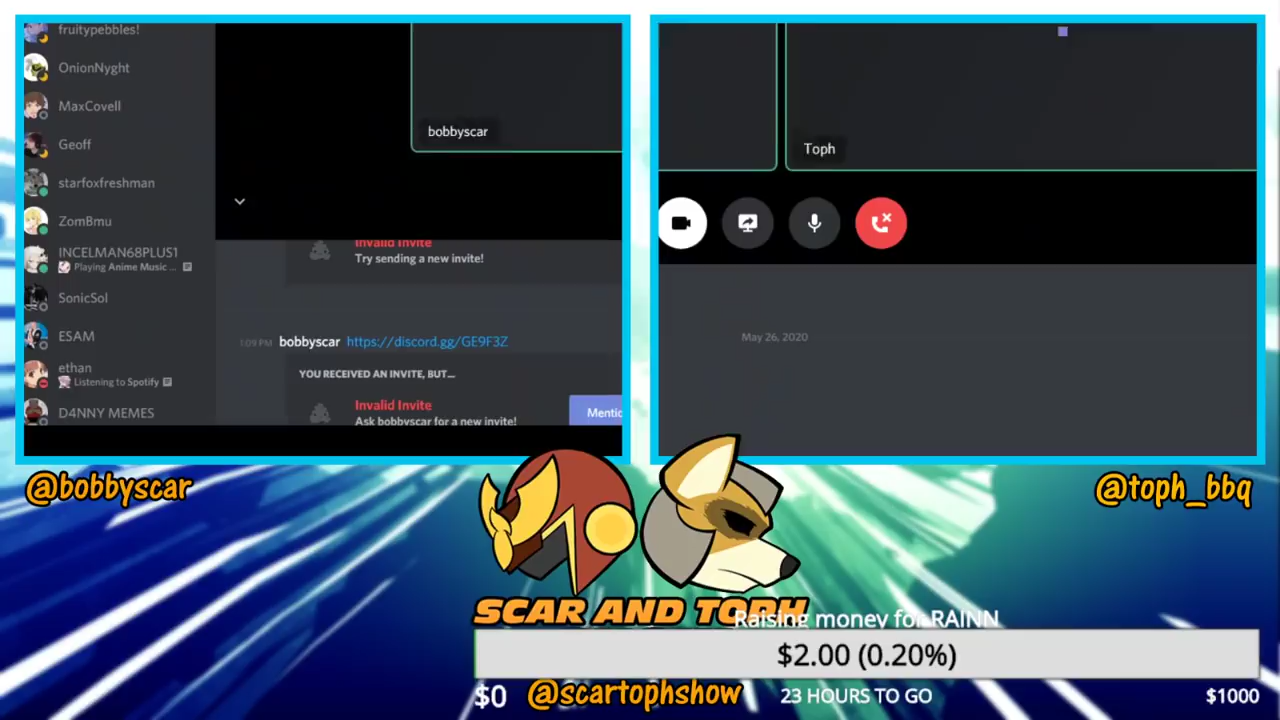 fruitypebbles!
OnionNyght
MaxCovell
Geoff
starfoxfreshman
ZomBmu
INCELMAN68PLUS1
Playing Anime Music ...
SonicSol
ESAM
ethan
Listening to Spotify
D4NNY MEMES
bobbyscar
Invalid Invite
Try sending a new invite!
1:09 PM bobbyscar https://discord.gg/GE9F3Z
YOU RECEIVED AN INVITE, BUT...
Invalid Invite
Ask bobbyscar for a new invite!
Toph
May 26, 2020
@bobbyscar
@toph_bbq
SCAR AND TOPH
Raising money for RAINN
$2.00 (0.20%)
$0
@scartophshow
23 HOURS TO GO
$1000